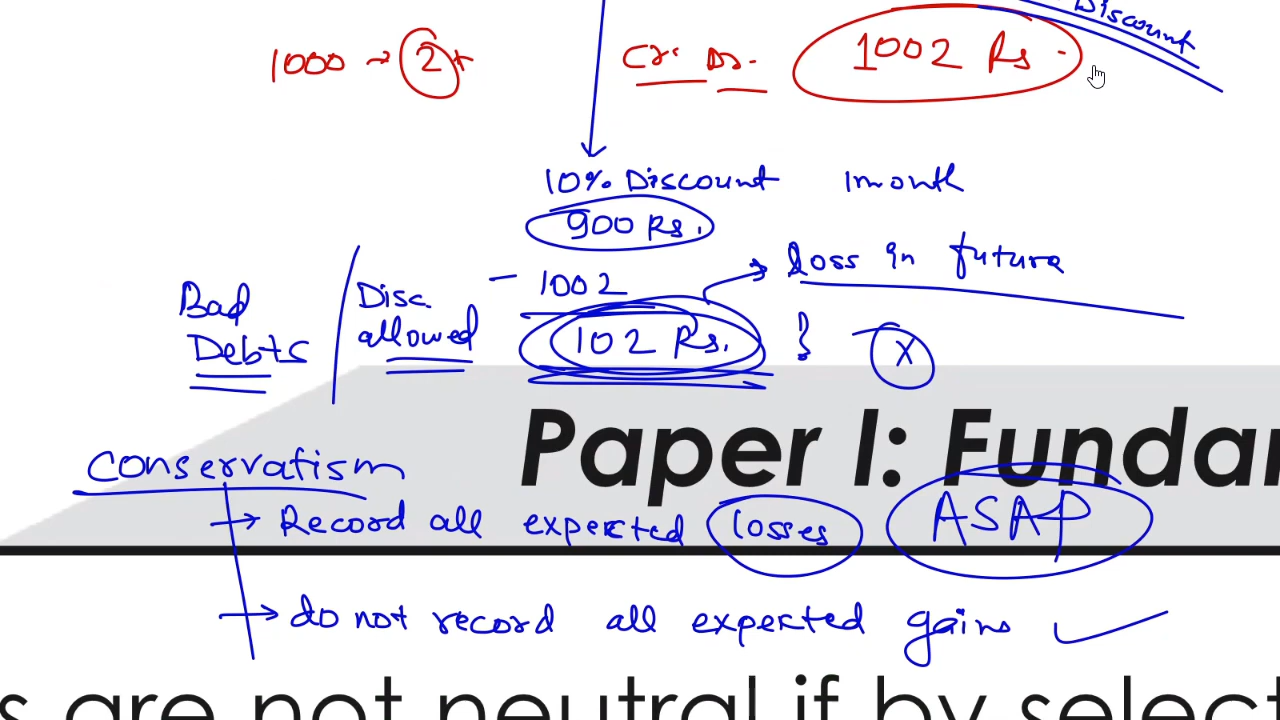 Discount
1000 → 2+ Cr. Dr. 1002 Rs
10% Discount 1month
900 Rs.
- 1002 loss in future
Bad Debts Disc. allowed 102 Rs. } X
Paper I: Fundar
Conservatism
→ Record all expected losses ASAP
→ do not record all expected gains ✓
s are not neutral if by select